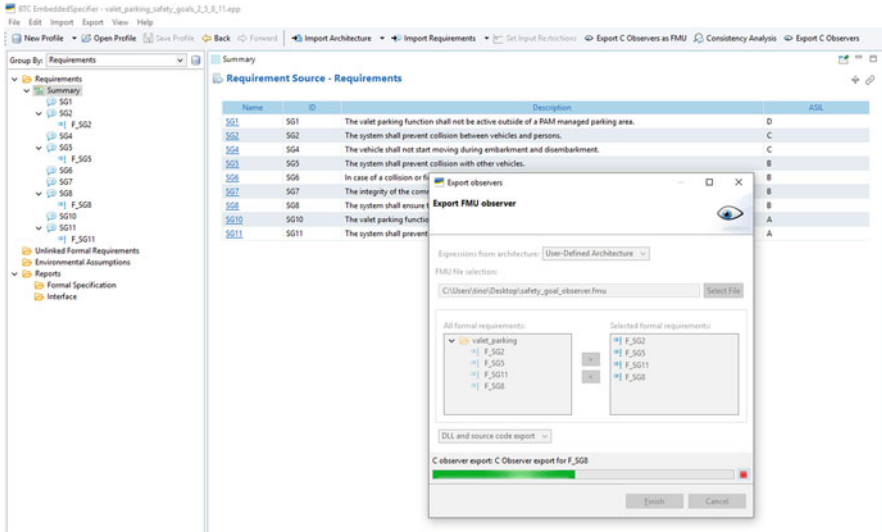 BTC EmbeddedSpecifier - valet_parking_safety_goals_2_5_8_11.epp
File Edit Import Export View Help
New Profile Open Profile Save Profile Back Forward Import Architecture Import Requirements Set Input Restrictions Export C Observers as FMU Consistency Analysis Export C Observers
Group By: Requirements
Summary
Requirements
Summary
SG1
SG2
F_SG2
SG4
SG5
F_SG5
SG6
SG7
SG8
F_SG8
SG10
SG11
F_SG11
Unlinked Formal Requirements
Environmental Assumptions
Reports
Formal Specification
Interface
Requirement Source - Requirements
Name ID Description ASIL
SG1 SG1 The valet parking function shall not be active outside of a PAM managed parking area. D
SG2 SG2 The system shall prevent collision between vehicles and persons. C
SG4 SG4 The vehicle shall not start moving during embarkment and disembarkment. C
SG5 SG5 The system shall prevent collision with other vehicles. B
SG6 SG6 In case of a collision or fi B
SG7 SG7 The integrity of the com B
SG8 SG8 The system shall ensure B
SG10 SG10 The valet parking functio A
SG11 SG11 The system shall prevent A
Export observers
Export FMU observer
Expressions from architecture: User-Defined Architecture
FMU file selection:
C:\Users\tino\Desktop\safety_goal_observer.fmu Select File
All formal requirements:
valet_parking
F_SG2
F_SG5
F_SG11
F_SG8
>
<
Selected formal requirements:
F_SG2
F_SG5
F_SG11
F_SG8
DLL and source code export
C observer export: C Observer export for F_SG8
Finish Cancel